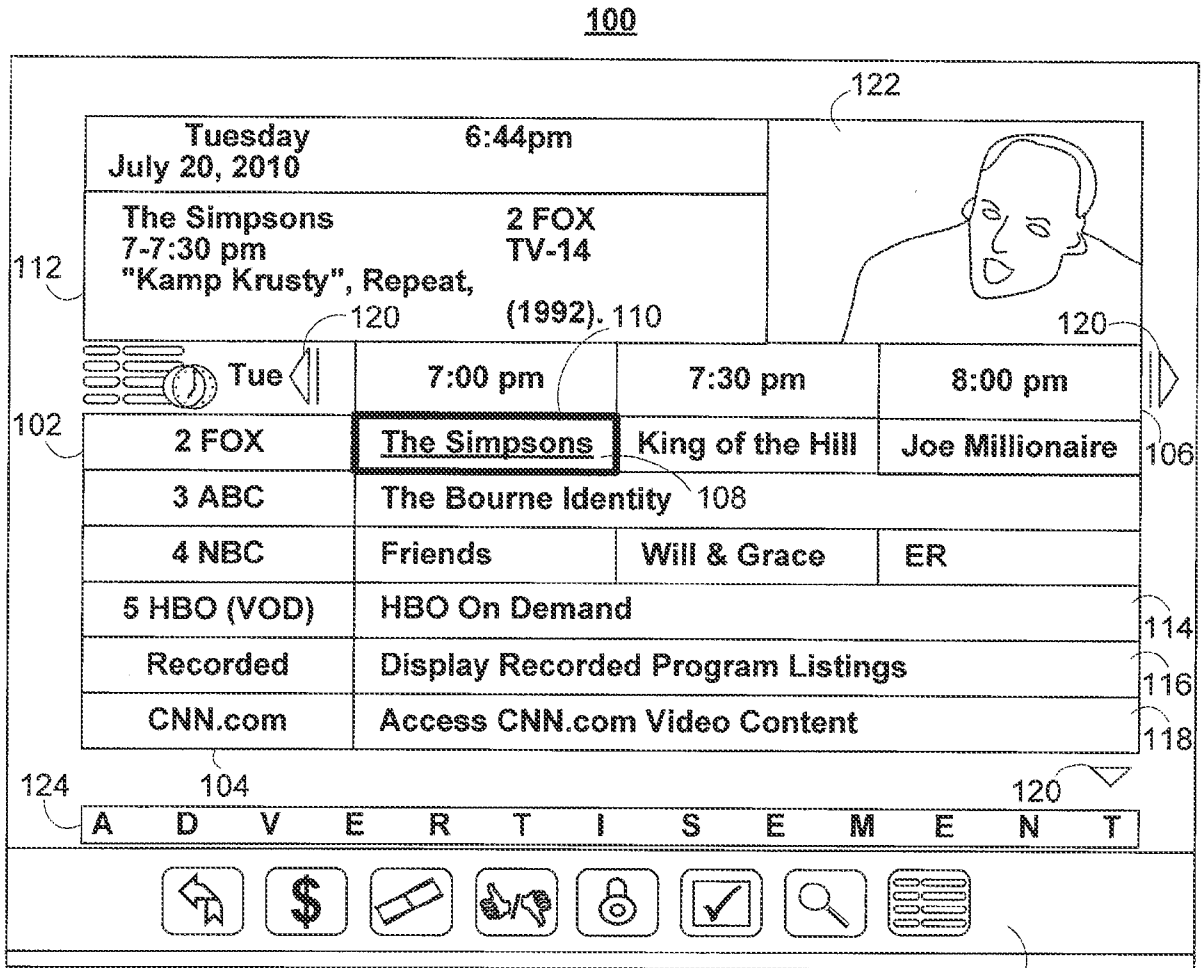 100
122
Tuesday 6:44pm
July 20, 2010
The Simpsons 2 FOX
7-7:30 pm TV-14
112
"Kamp Krusty", Repeat,
(1992). 110
120 120
Tue 7:00 pm 7:30 pm 8:00 pm
102
2 FOX The Simpsons King of the Hill Joe Millionaire 106
3 ABC The Bourne Identity 108
4 NBC Friends Will & Grace ER
5 HBO (VOD) HBO On Demand 114
Recorded Display Recorded Program Listings 116
CNN.com Access CNN.com Video Content 118
124 104 120
A D V E R T I S E M E N T
$ /